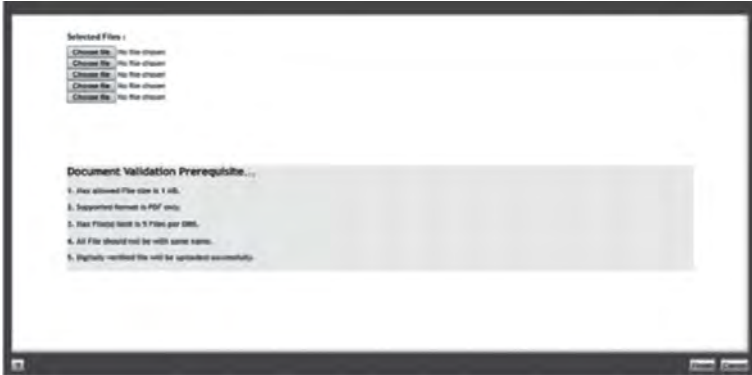 Selected Files :
Choose file No file chosen
Choose file No file chosen
Choose file No file chosen
Choose file No file chosen
Choose file No file chosen
Document Validation Prerequisite...
1. Max allowed File size is 1 MB.
2. Supported format is PDF only.
3. Max File(s) limit is 5 Files per
4. All File should not be with same name.
5. Digitally verified file will be uploaded successfully.
Cancel